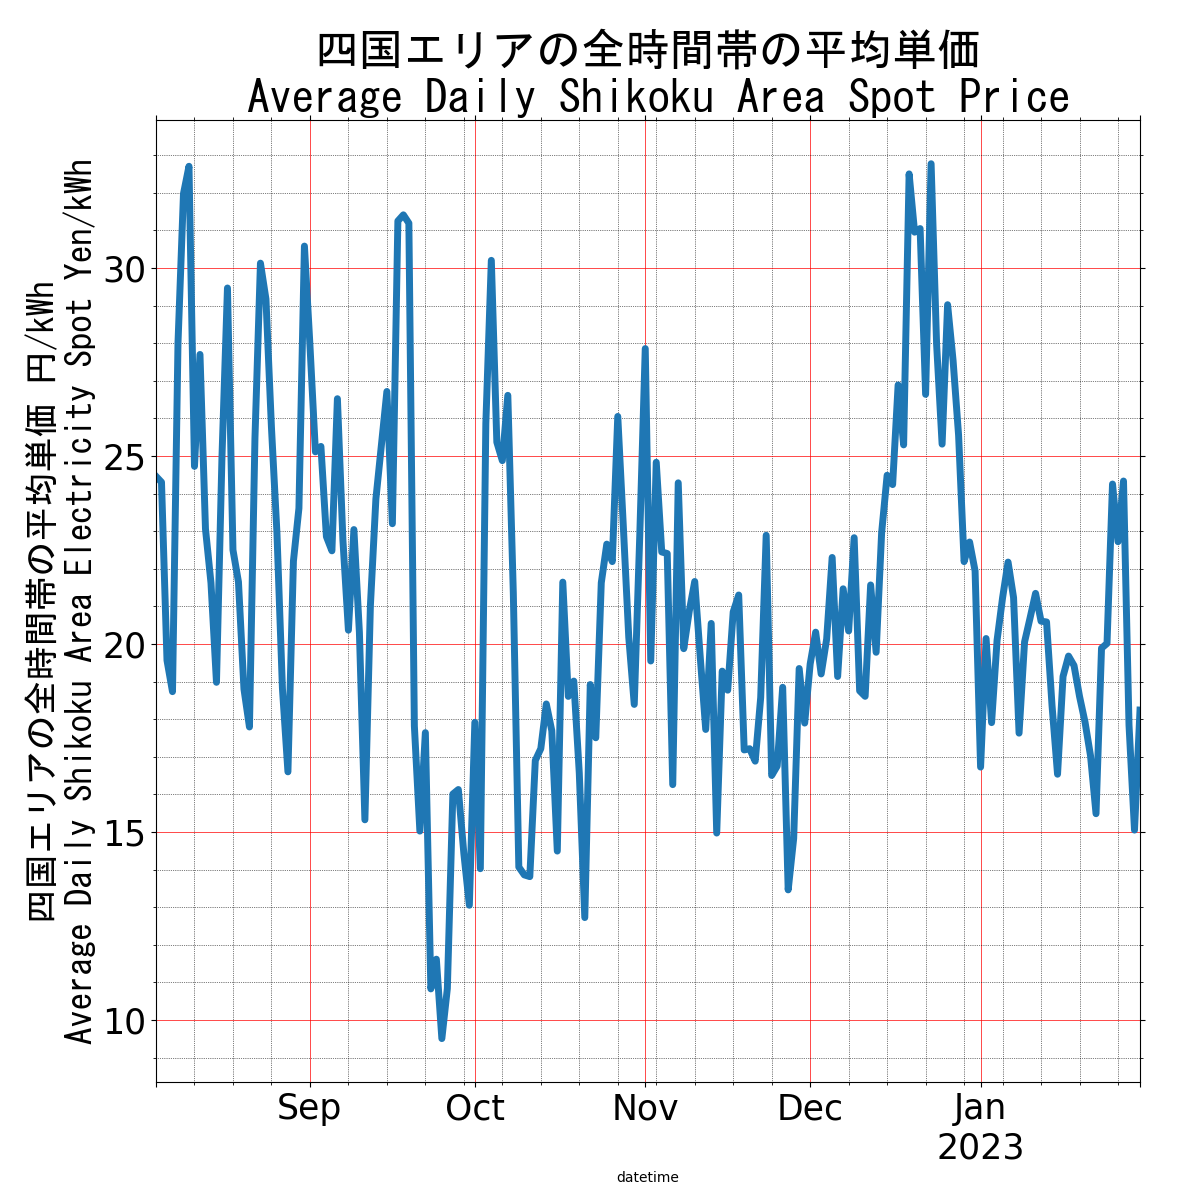 四国エリアの全時間帯の平均単価
Average Daily Shikoku Area Spot Price
四国エリアの全時間帯の平均単価 円/kWh
Average Daily Shikoku Area Electricity Spot Yen/kWh
30
25
20
15
10
Sep
Oct
Nov
Dec
Jan
2023
datetime